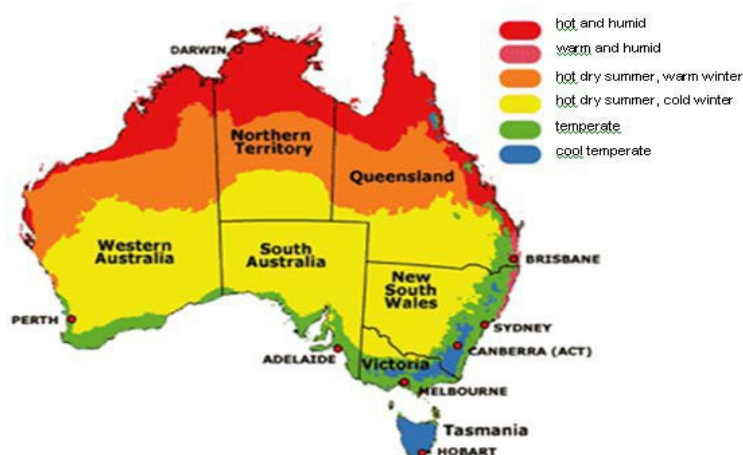 hot and humid
warm and humid
hot dry summer, warm winter
hot dry summer, cold winter
temperate
cool temperate
DARWIN
Northern
Territory
Queensland
Western
Australia
South
Australia
New
South
Wales
BRISBANE
PERTH
SYDNEY
ADELAIDE
CANBERRA (ACT)
Victoria
MELBOURNE
Tasmania
HOBART